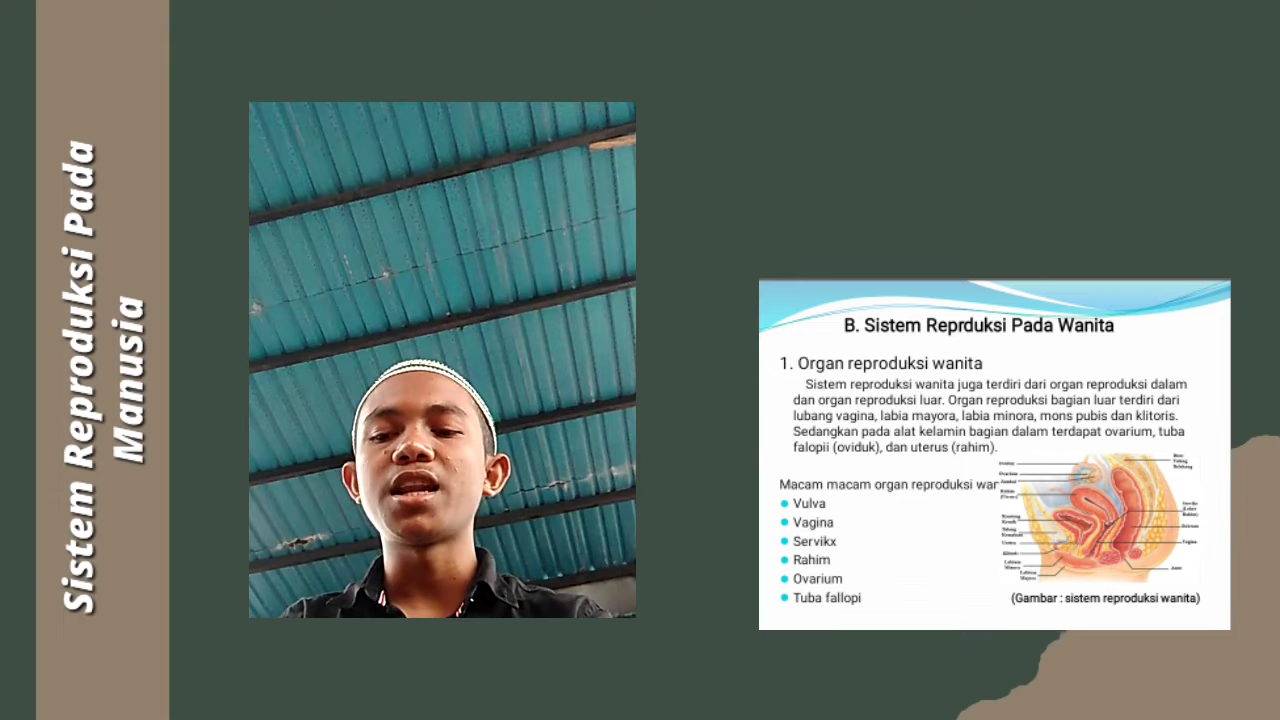 Sistem Reproduksi Pada
Manusia
B. Sistem Reprduksi Pada Wanita
1. Organ reproduksi wanita
Sistem reproduksi wanita juga terdiri dari organ reproduksi dalam
dan organ reproduksi luar. Organ reproduksi bagian luar terdiri dari
lubang vagina, labia mayora, labia minora, mons pubis dan klitoris.
Sedangkan pada alat kelamin bagian dalam terdapat ovarium, tuba
falopii (oviduk), dan uterus (rahim).
Macam macam organ reproduksi war
Vulva
Vagina
Servikx
Rahim
Ovarium
Tuba fallopi
(Gambar : sistem reproduksi wanita)